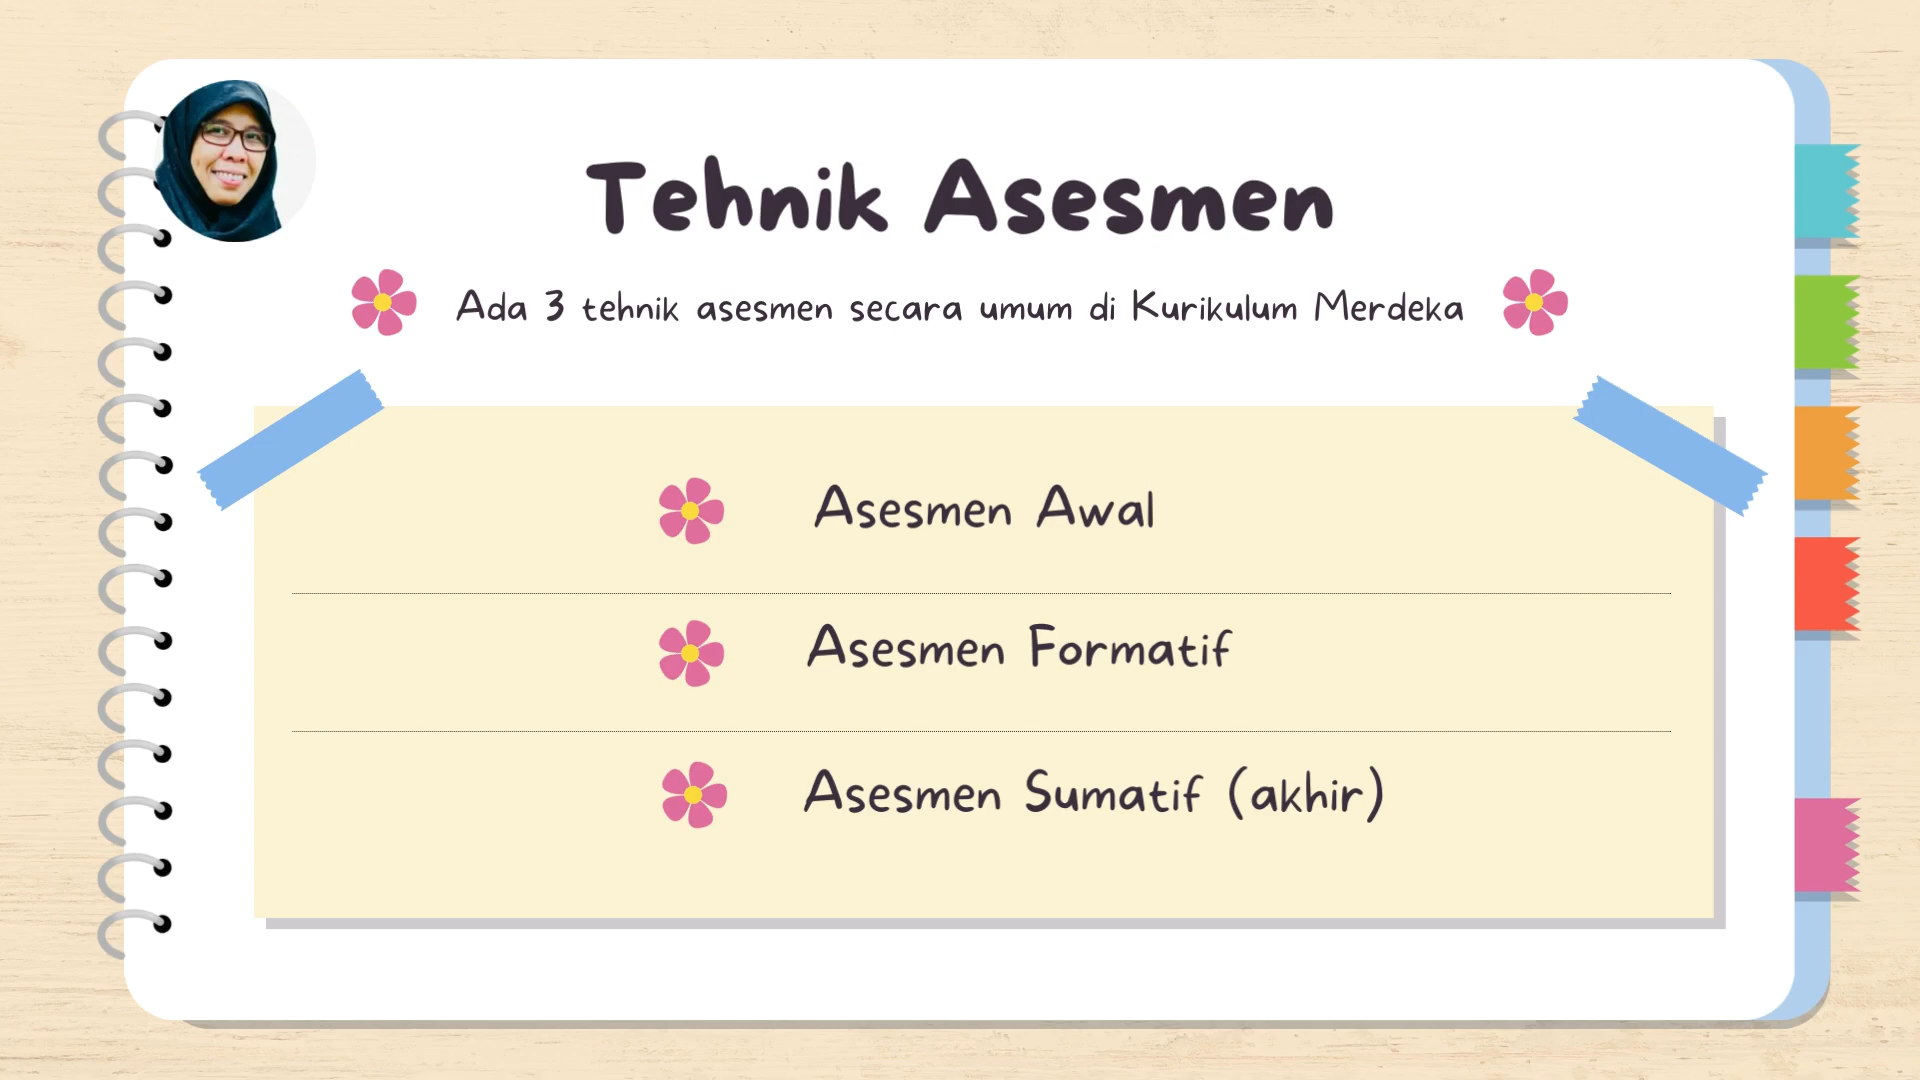 Tehnik Asesmen
Ada 3 tehnik asesmen secara umum di Kurikulum Merdeka
Asesmen Awal
Asesmen Formatif
Asesmen Sumatif (akhir)